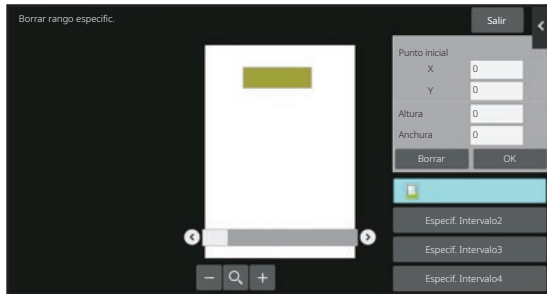 Borrar rango especific.
Salir
Punto inicial
X 0
Y 0
Altura 0
Anchura 0
Borrar OK
Especif. Intervalo2
Especif. Intervalo3
Especif. Intervalo4